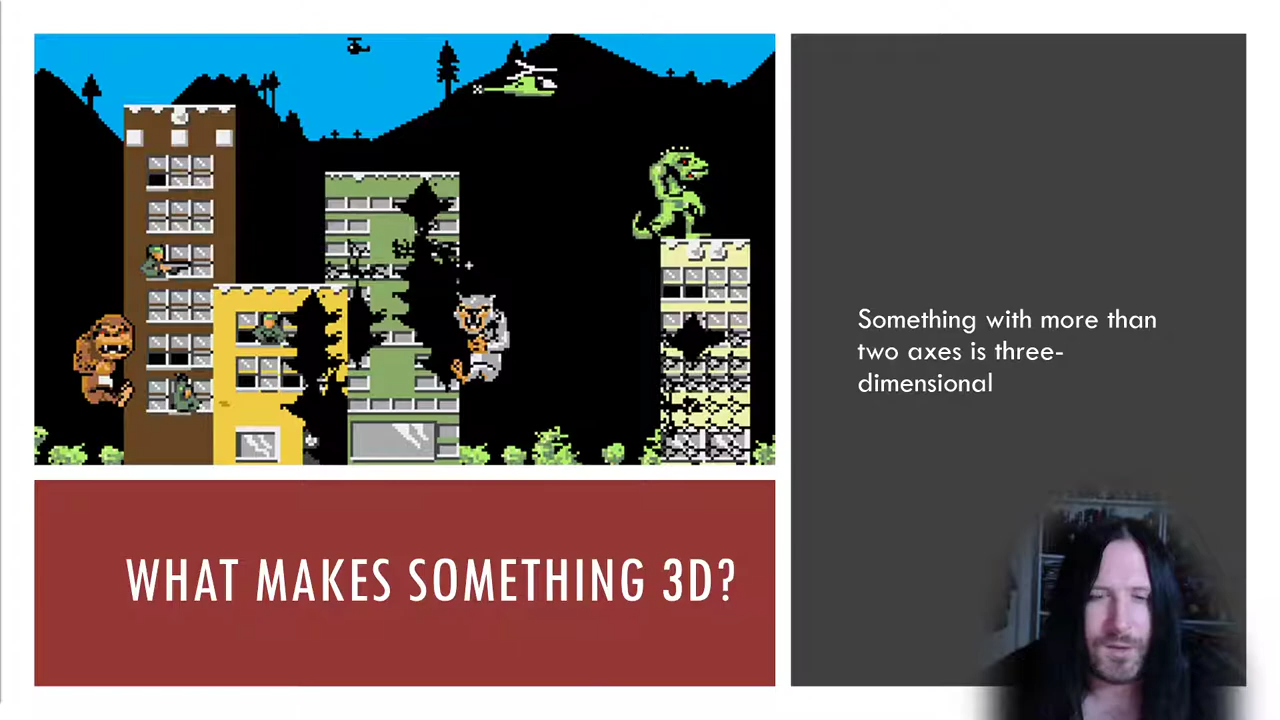 Something with more than
two axes is three-
dimensional
WHAT MAKES SOMETHING 3D?